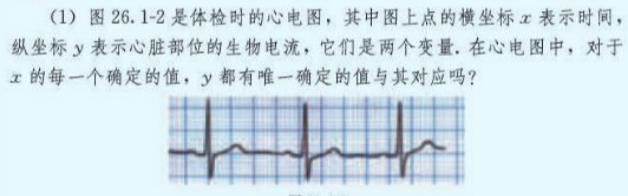 (1) 图 26.1-2 是体检时的心电图，其中图上点的横坐标 x 表示时间，
纵坐标 y 表示心脏部位的生物电流，它们是两个变量. 在心电图中，对于
x 的每一个确定的值，y 都有唯一确定的值与其对应吗？